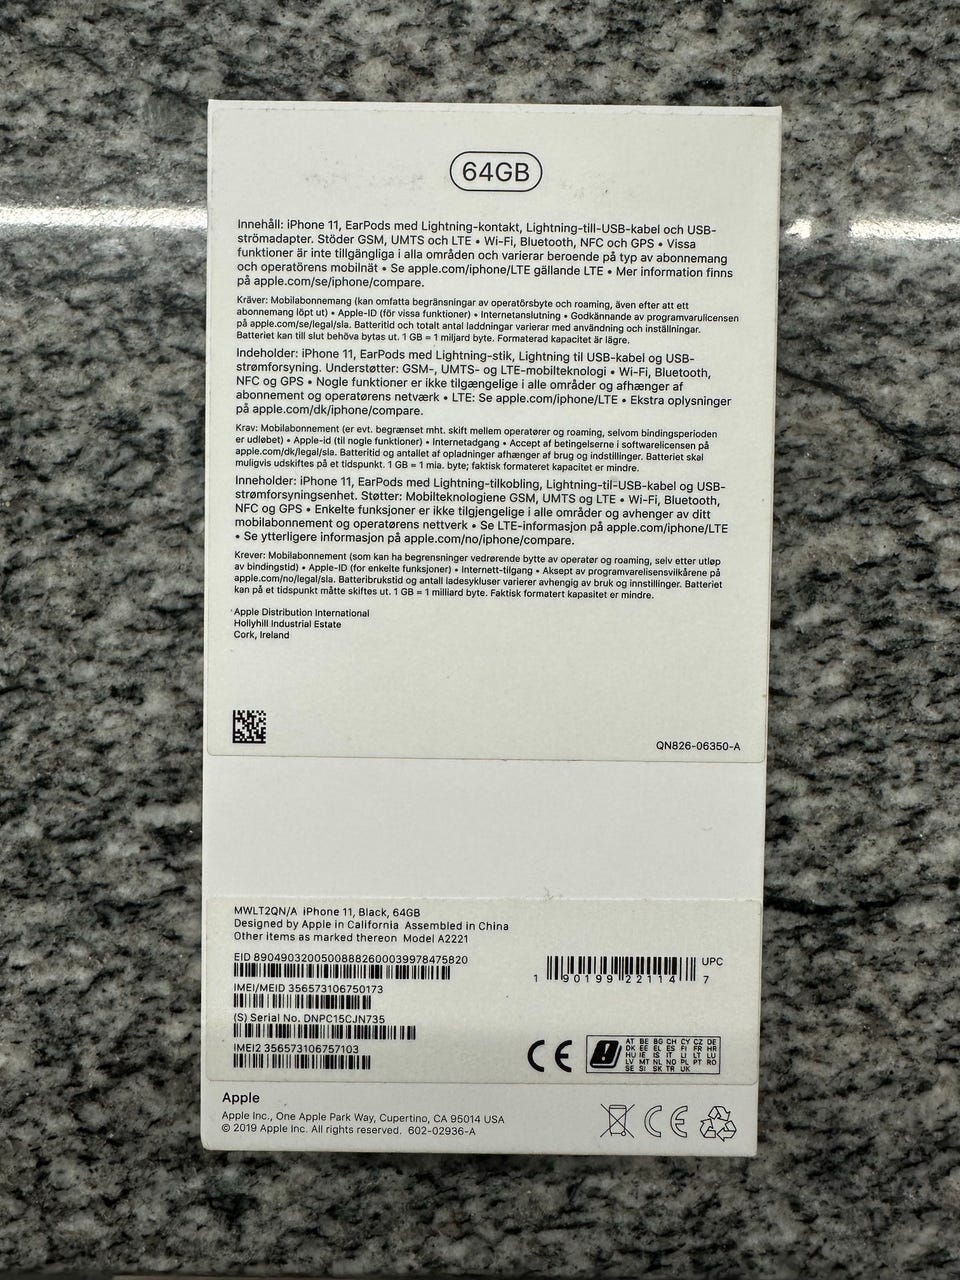 64GB
Innehåll: iPhone 11, EarPods med Lightning-kontakt, Lightning-till-USB-kabel och USB-
strömadapter. Stöder GSM, UMTS och LTE • Wi-Fi, Bluetooth, NFC och GPS • Vissa
funktioner är inte tillgängliga i alla områden och varierar beroende på typ av abonnemang
och operatörens mobilnät • Se apple.com/iphone/LTE gällande LTE • Mer information finns
på apple.com/se/iphone/compare.
Kräver: Mobilabonnemang (kan omfatta begränsningar av operatörsbyte och roaming, även efter att ett
abonnemang löpt ut) • Apple-ID (för vissa funktioner) • Internetanslutning • Godkännande av programvarulicensen
på apple.com/se/legal/sla. Batteritid och totalt antal laddningar varierar med användning och inställningar.
Batteriet kan till slut behöva bytas ut. 1 GB = 1 miljard byte. Formaterad kapacitet är lägre.
Indeholder: iPhone 11, EarPods med Lightning-stik, Lightning til USB-kabel og USB-
strømforsyning. Understøtter: GSM-, UMTS- og LTE-mobilteknologi • Wi-Fi, Bluetooth,
NFC og GPS • Nogle funktioner er ikke tilgængelige i alle områder og afhænger af
abonnement og operatørens netværk • LTE: Se apple.com/iphone/LTE • Ekstra oplysninger
på apple.com/dk/iphone/compare.
Krav: Mobilabonnement (er evt. begrænset mht. skift mellem operatører og roaming, selvom bindingsperioden
er udløbet) • Apple-id (til nogle funktioner) • Internetadgang • Accept af betingelserne i softwarelicensen på
apple.com/dk/legal/sla. Batteritid og antallet af opladninger afhænger af brug og indstillinger. Batteriet skal
muligvis udskiftes på et tidspunkt. 1 GB = 1 mia. byte; faktisk formateret kapacitet er mindre.
Inneholder: iPhone 11, EarPods med Lightning-tilkobling, Lightning-til-USB-kabel og USB-
strømforsyningsenhet. Støtter: Mobilteknologiene GSM, UMTS og LTE • Wi-Fi, Bluetooth,
NFC og GPS • Enkelte funksjoner er ikke tilgjengelige i alle områder og avhenger av ditt
mobilabonnement og operatørens nettverk • Se LTE-informasjon på apple.com/iphone/LTE
• Se ytterligere informasjon på apple.com/no/iphone/compare.
Krever: Mobilabonnement (som kan ha begrensninger vedrørende bytte av operatør og roaming, selv etter utløp
av bindingstid) • Apple-ID (for enkelte funksjoner) • Internett-tilgang • Aksept av programvarelisensvilkårene på
apple.com/no/legal/sla. Batteribrukstid og antall ladesykluser varierer avhengig av bruk og innstillinger. Batteriet
kan på et tidspunkt måtte skiftes ut. 1 GB = 1 milliard byte. Faktisk formatert kapasitet er mindre.
Apple Distribution International
Hollyhill Industrial Estate
Cork, Ireland
QN826-06350-A
MWLT2QN/A iPhone 11, Black, 64GB
Designed by Apple in California Assembled in China
Other items as marked thereon Model A2221
EID 89049032005008882600039978475820
IMEI/MEID 356573106750173
(S) Serial No. DNPC15CJN735
IMEI2 356573106757103
UPC
1 90199 22114 7
CE
AT BE BG CH CY CZ DE
DK EE EL ES FI FR HR
HU IE IS IT LI LT LU
LV MT NL NO PL PT RO
SE SI SK TR UK
Apple
Apple Inc., One Apple Park Way, Cupertino, CA 95014 USA
© 2019 Apple Inc. All rights reserved. 602-02936-A
CE